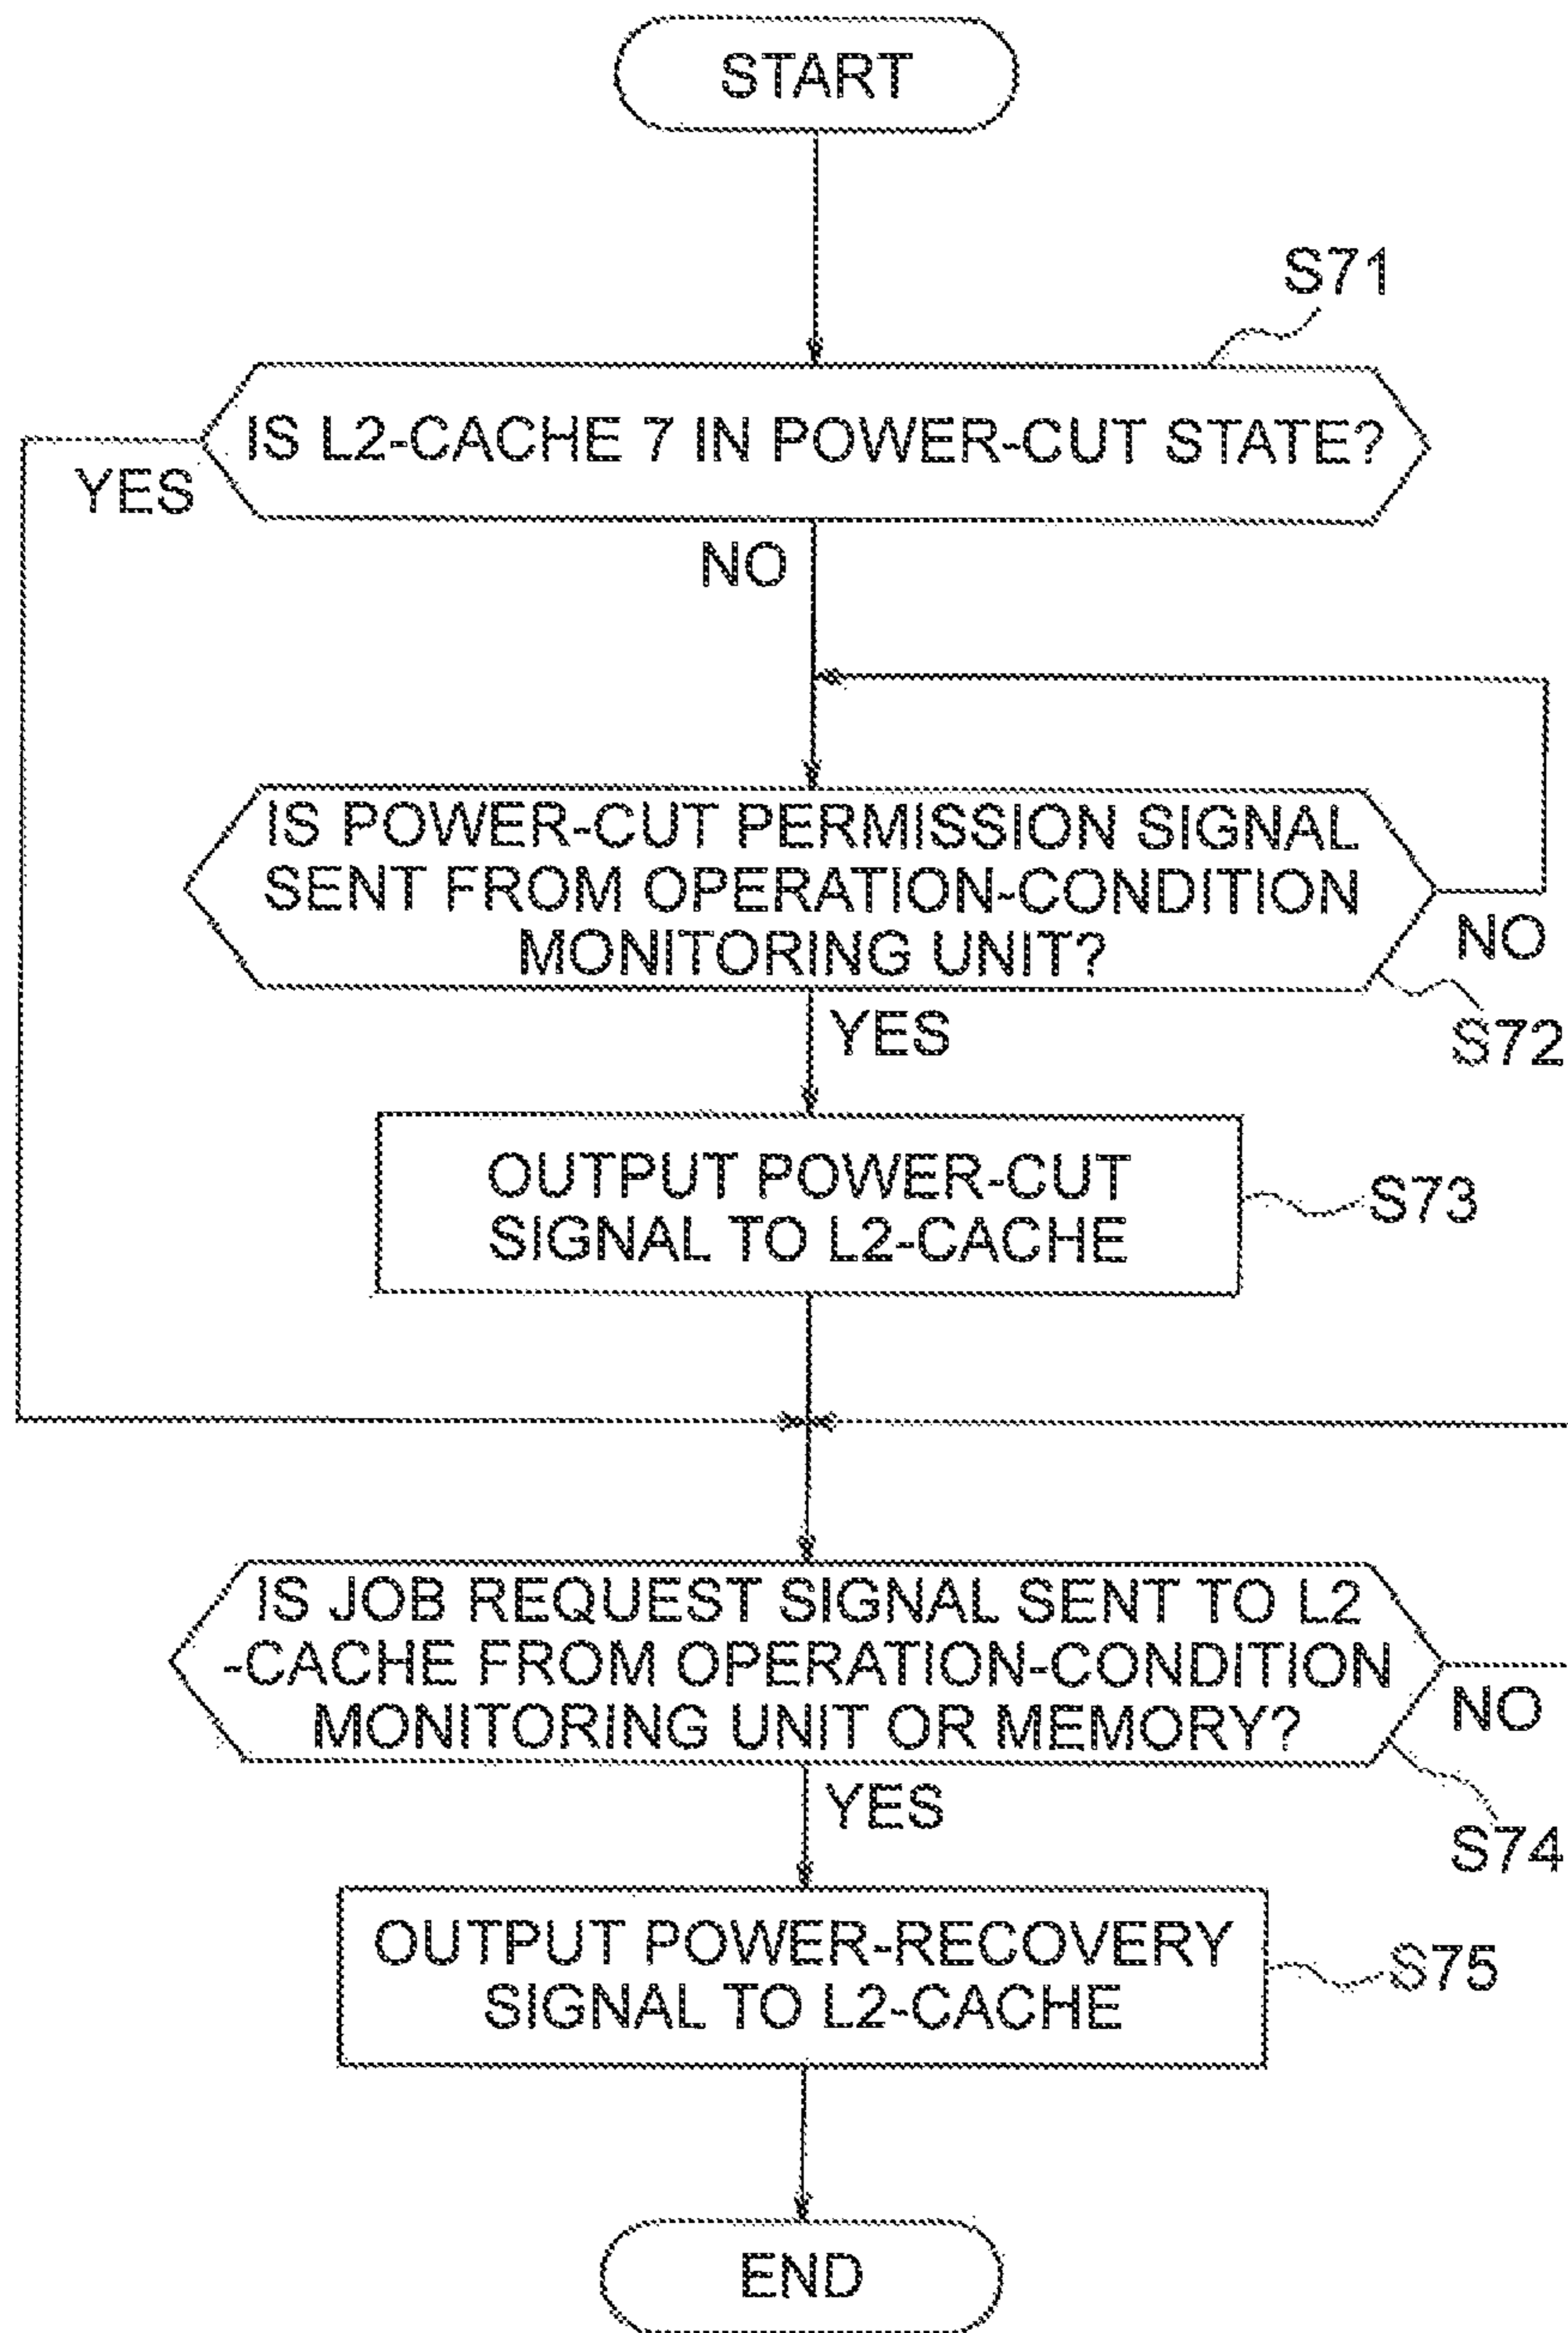 START
S71
IS L2-CACHE 7 IN POWER-CUT STATE?
YES
NO
IS POWER-CUT PERMISSION SIGNAL
SENT FROM OPERATION-CONDITION
MONITORING UNIT?
NO
YES
S72
OUTPUT POWER-CUT
SIGNAL TO L2-CACHE
S73
IS JOB REQUEST SIGNAL SENT TO L2
-CACHE FROM OPERATION-CONDITION
MONITORING UNIT OR MEMORY?
NO
YES
S74
OUTPUT POWER-RECOVERY
SIGNAL TO L2-CACHE
S75
END